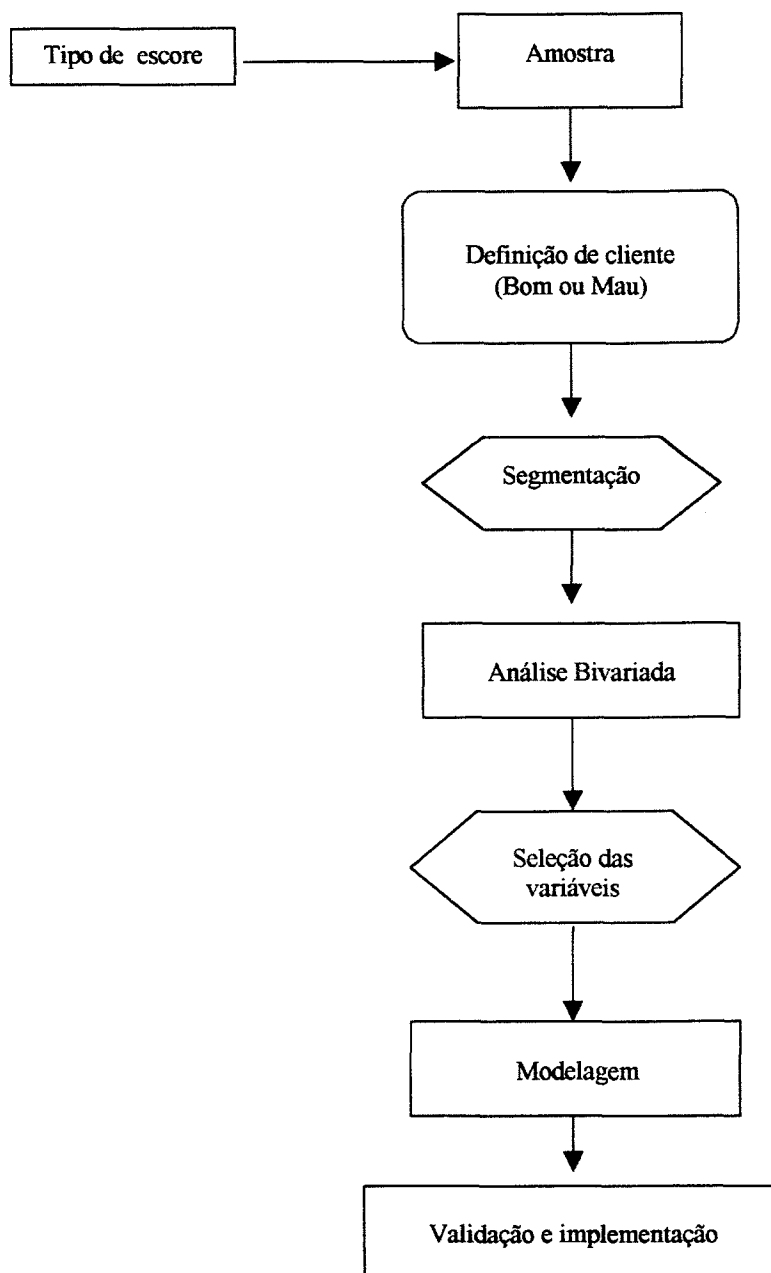 Tipo de escore
Amostra
Definição de cliente
(Bom ou Mau)
Segmentação
Análise Bivariada
Seleção das
variáveis
Modelagem
Validação e implementação